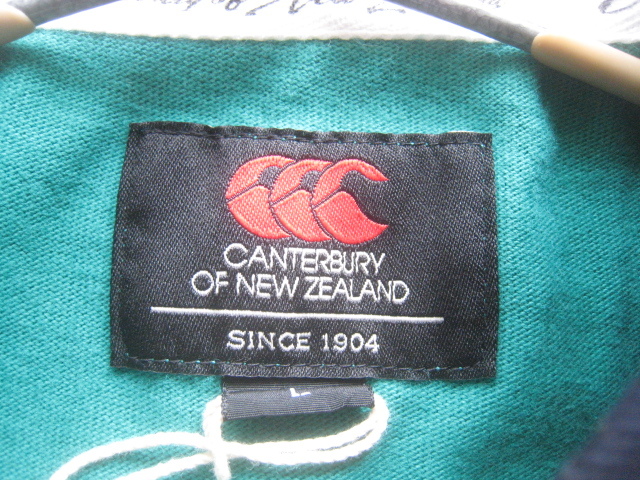 CANTERBURY
OF NEW ZEALAND
SINCE 1904
L